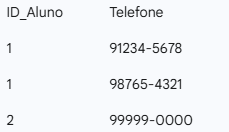 ID_Aluno Telefone
1 91234-5678
1 98765-4321
2 99999-0000